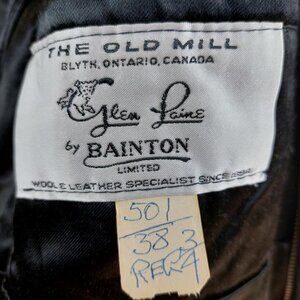 THE OLD MILL
BLYTH, ONTARIO, CANADA
Glen Laine
by BAINTON
LIMITED
WOOL & LEATHER SPECIALIST SINCE 1894
501
38 3
REG